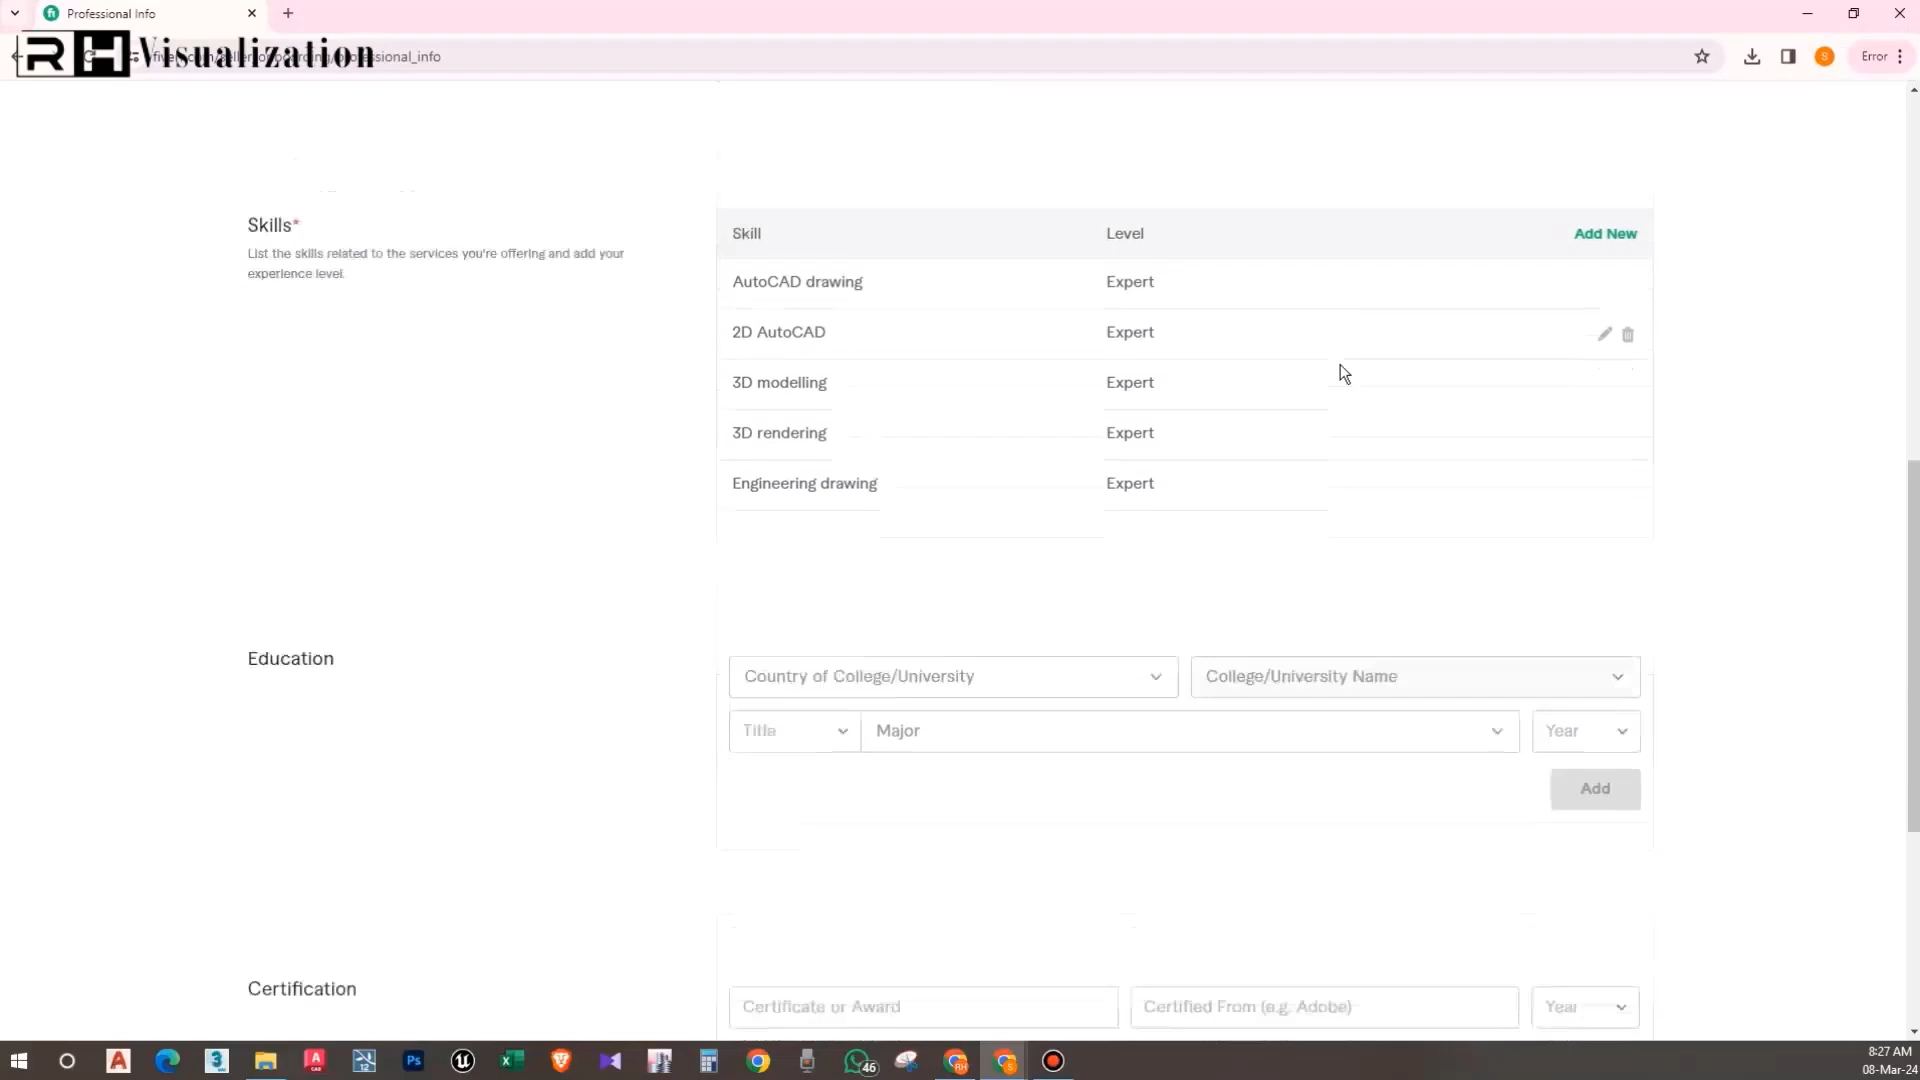 Professional Info
RH Visualization
professional_info
Error
Skills*
List the skills related to the services you're offering and add your
experience level.
Skill Level Add New
AutoCAD drawing Expert
2D AutoCAD Expert
3D modelling Expert
3D rendering Expert
Engineering drawing Expert
Education
Country of College/University College/University Name
Title Major Year
Add
Certification
Certificate or Award Certified From (e.g. Adobe) Year
46
8:27 AM
08-Mar-24